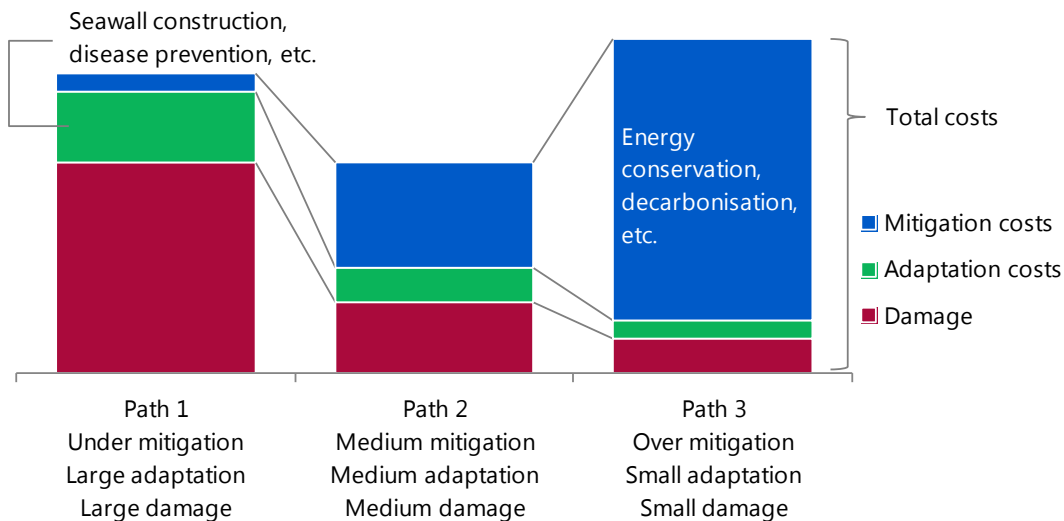 Seawall construction,
disease prevention, etc.
Energy
conservation,
decarbonisation,
etc.
Total costs
Mitigation costs
Adaptation costs
Damage
Path 1
Under mitigation
Large adaptation
Large damage
Path 2
Medium mitigation
Medium adaptation
Medium damage
Path 3
Over mitigation
Small adaptation
Small damage